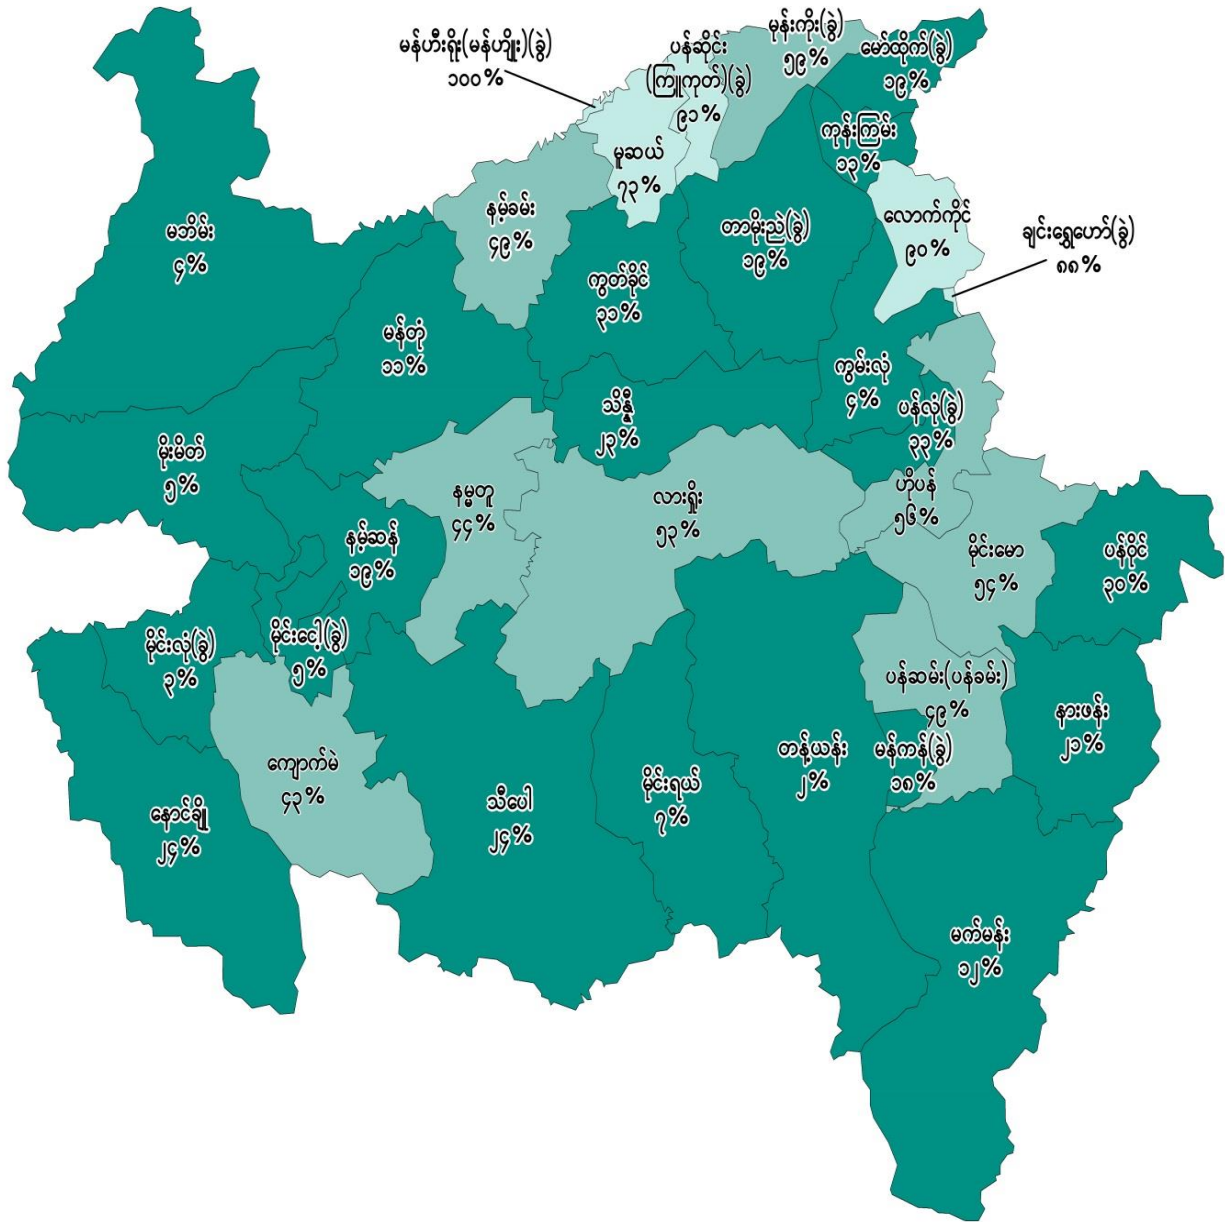 မန်ဟီးရိုး(မန်ဟျိုး)(ခွဲ)
၁၀၀%
ပန်ဆိုင်း
(ကြူကုတ်)(ခွဲ)
၉၁%
မုန်းကိုး(ခွဲ)
၅၉%
မော်ထိုက်(ခွဲ)
၁၉%
ကုန်းကြမ်း
၁၃%
မူဆယ်
၇၃%
မဘိမ်း
၄%
နမ့်ခမ်း
၄၉%
တာမိုးညဲ(ခွဲ)
၁၉%
လောက်ကိုင်
၉၀%
ချင်းရွှေဟော်(ခွဲ)
၈၈%
ကွတ်ခိုင်
၃၁%
မန်တုံ
၁၁%
ကွမ်းလုံ
၄%
သိန္နီ
၂၃%
ပန်လုံ(ခွဲ)
၃၃%
မိုးမိတ်
၅%
နမ္မတူ
၄၄%
လားရှိုး
၅၃%
ဟိုပန်
၅၆%
နမ့်ဆန်
၁၉%
မိုင်းမော
၅၄%
ပန်ဝိုင်
၃၀%
မိုင်းလုံ(ခွဲ)
၃%
မိုင်းငေါ့(ခွဲ)
၅%
ပန်ဆမ်း(ပန်ခမ်း)
၄၉%
နားဖန်း
၂၁%
ကျောက်မဲ
၄၃%
တန့်ယန်း
၂%
မန်ကန်(ခွဲ)
၁၈%
မိုင်းရယ်
၇%
သီပေါ
၂၄%
နောင်ချို
၂၄%
မက်မန်း
၁၂%